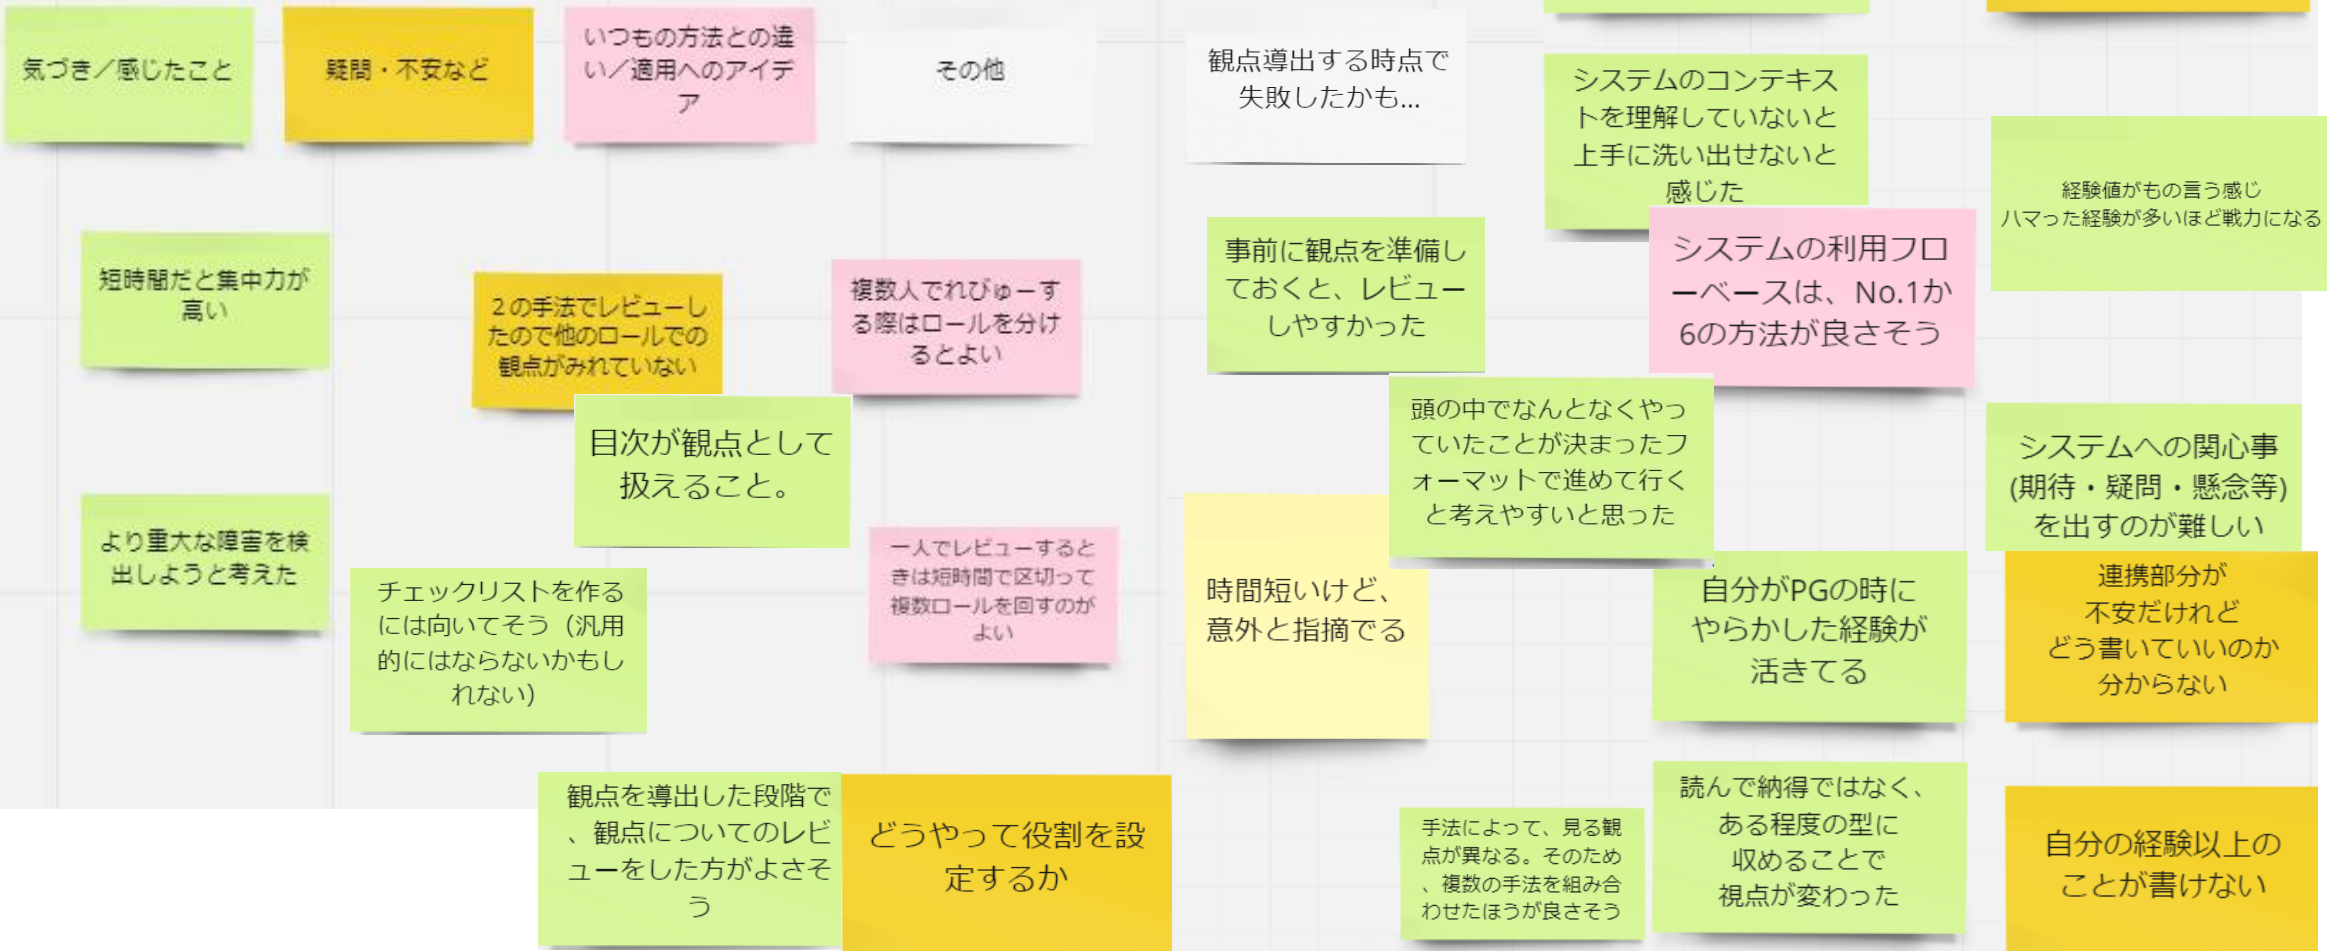 気づき／感じたこと
疑問・不安など
いつもの方法との違
い／適用へのアイデ
ア
その他
観点導出する時点で
失敗したかも...
システムのコンテキス
トを理解していないと
上手に洗い出せないと
感じた
経験値がもの言う感じ
ハマった経験が多いほど戦力になる
短時間だと集中力が
高い
２の手法でレビューし
たので他のロールでの
観点がみれていない
複数人でれびゅーす
る際はロールを分け
るとよい
事前に観点を準備し
ておくと、レビュー
しやすかった
システムの利用フロ
ーベースは、No.1か
6の方法が良さそう
目次が観点として
扱えること。
頭の中でなんとなくやっ
ていたことが決まったフ
ォーマットで進めて行く
と考えやすいと思った
システムへの関心事
(期待・疑問・懸念等)
を出すのが難しい
より重大な障害を検
出しようと考えた
チェックリストを作る
には向いてそう（汎用
的にはならないかもし
れない）
一人でレビューすると
きは短時間で区切って
複数ロールを回すのが
よい
時間短いけど、
意外と指摘でる
自分がPGの時に
やらかした経験が
活きてる
連携部分が
不安だけれど
どう書いていいのか
分からない
観点を導出した段階で
、観点についてのレビ
ューをした方がよさそ
う
どうやって役割を設
定するか
手法によって、見る観
点が異なる。そのため
、複数の手法を組み合
わせたほうが良さそう
読んで納得ではなく、
ある程度の型に
収めることで
視点が変わった
自分の経験以上の
ことが書けない